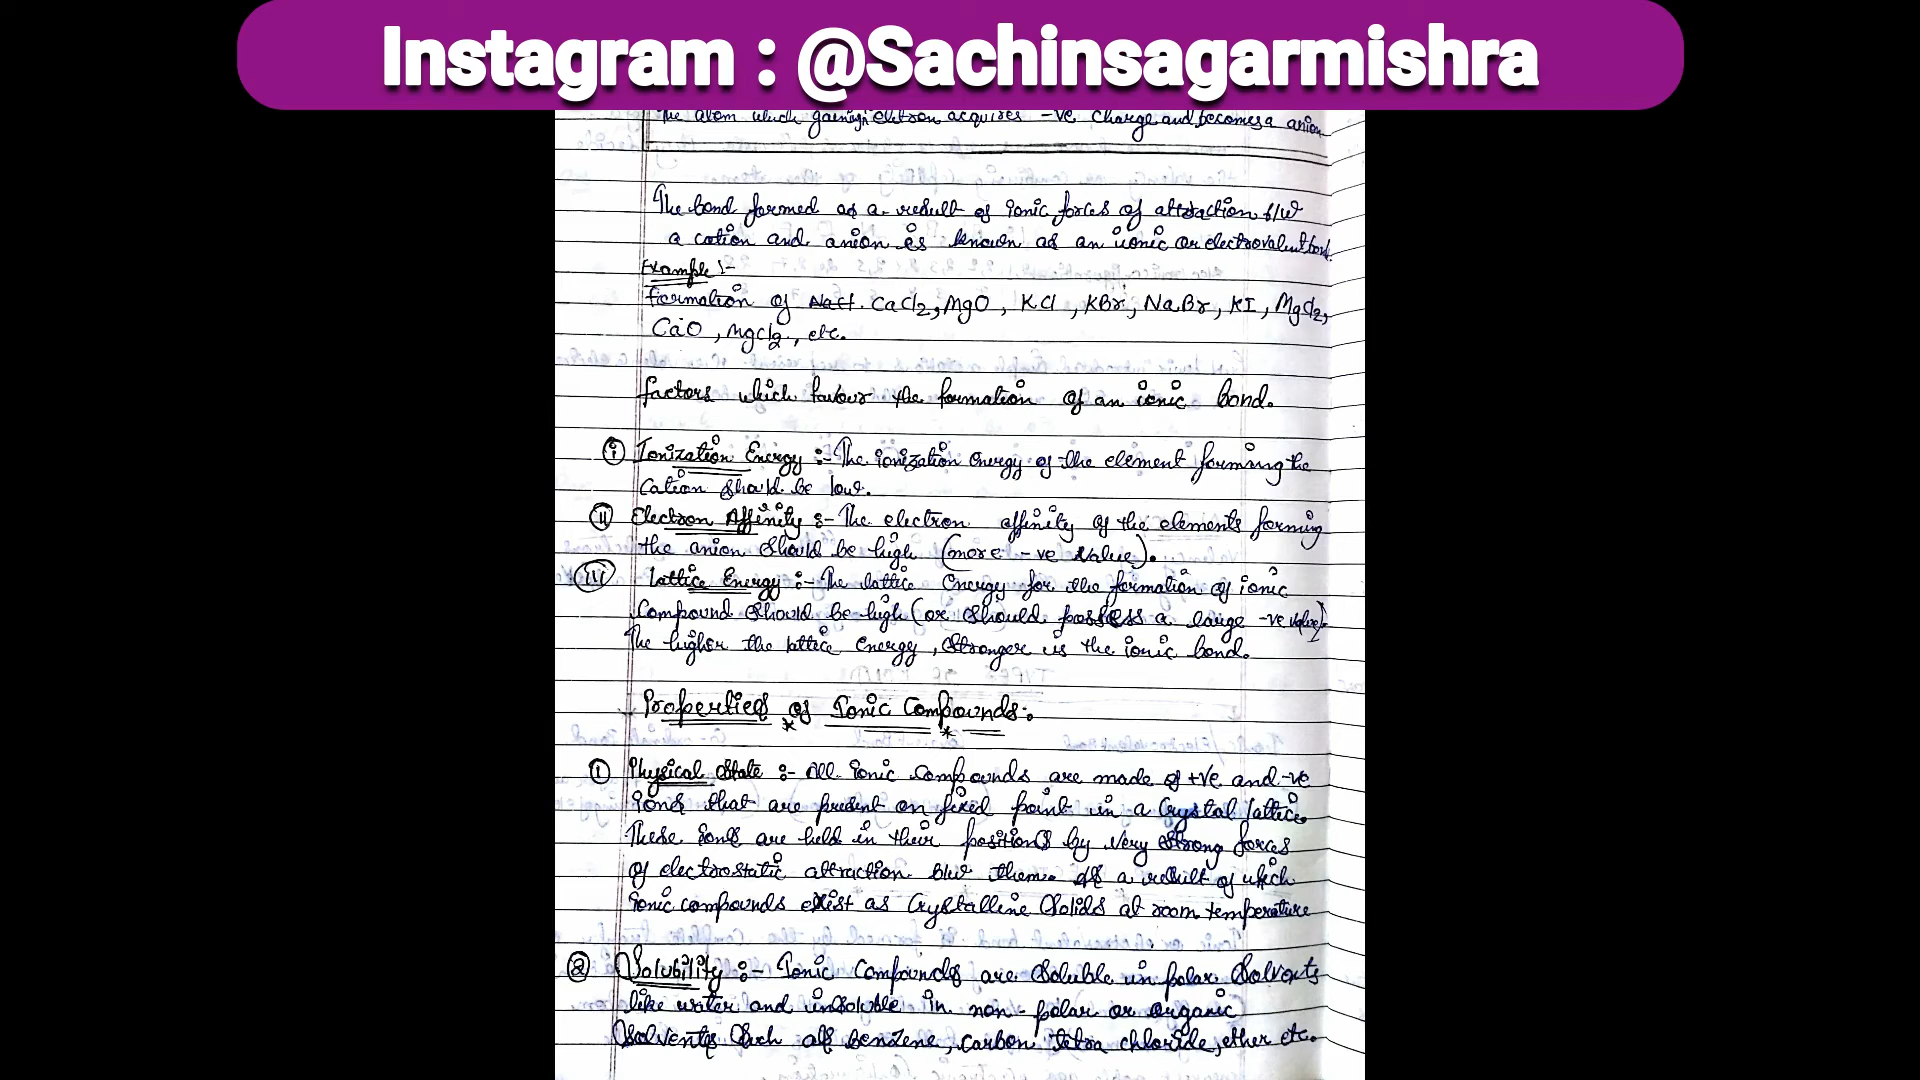 Instagram : @Sachinsagarmishra
The atom which gaining eletron acquires -ve charge and becomes a anion
The bond formed as a result of ionic forces of attraction b/w
a cation and anion is known as an ionic or electrovalent bond.
Example :-
formation of NaCl. CaCl2, MgO, KCl, KBr, NaBr, KI, MgCl2,
CaO, MgCl2, etc.
factors which favour the formation of an ionic bond.
(i) Ionization Energy :- The ionization energy of the element forming the
Cation should be low.
(ii) Electron Affinity :- The electron affinity of the elements forming
the anion should be high (more -ve value).
(iii) Lattice Energy :- The lattice energy for the formation of ionic
Compound should be high (or should possess a large -ve value)
The higher the lattice energy, stronger is the ionic bond.
Properties of Ionic Compounds:
* *
(1) Physical State :- All ionic compounds are made of +ve and -ve
ions that are present on fixed point in a Crystal lattice.
These ions are held in their positions by very strong forces
of electrostatic attraction b/w them. As a result of which
ionic compounds exist as Crystalline Solids at room temperature
(2) Solubility :- Ionic Compounds are Soluble in polar Solvents
like water and insoluble in non-polar or organic
Solvents Such as benzene, carbon tetra chloride, ether etc.